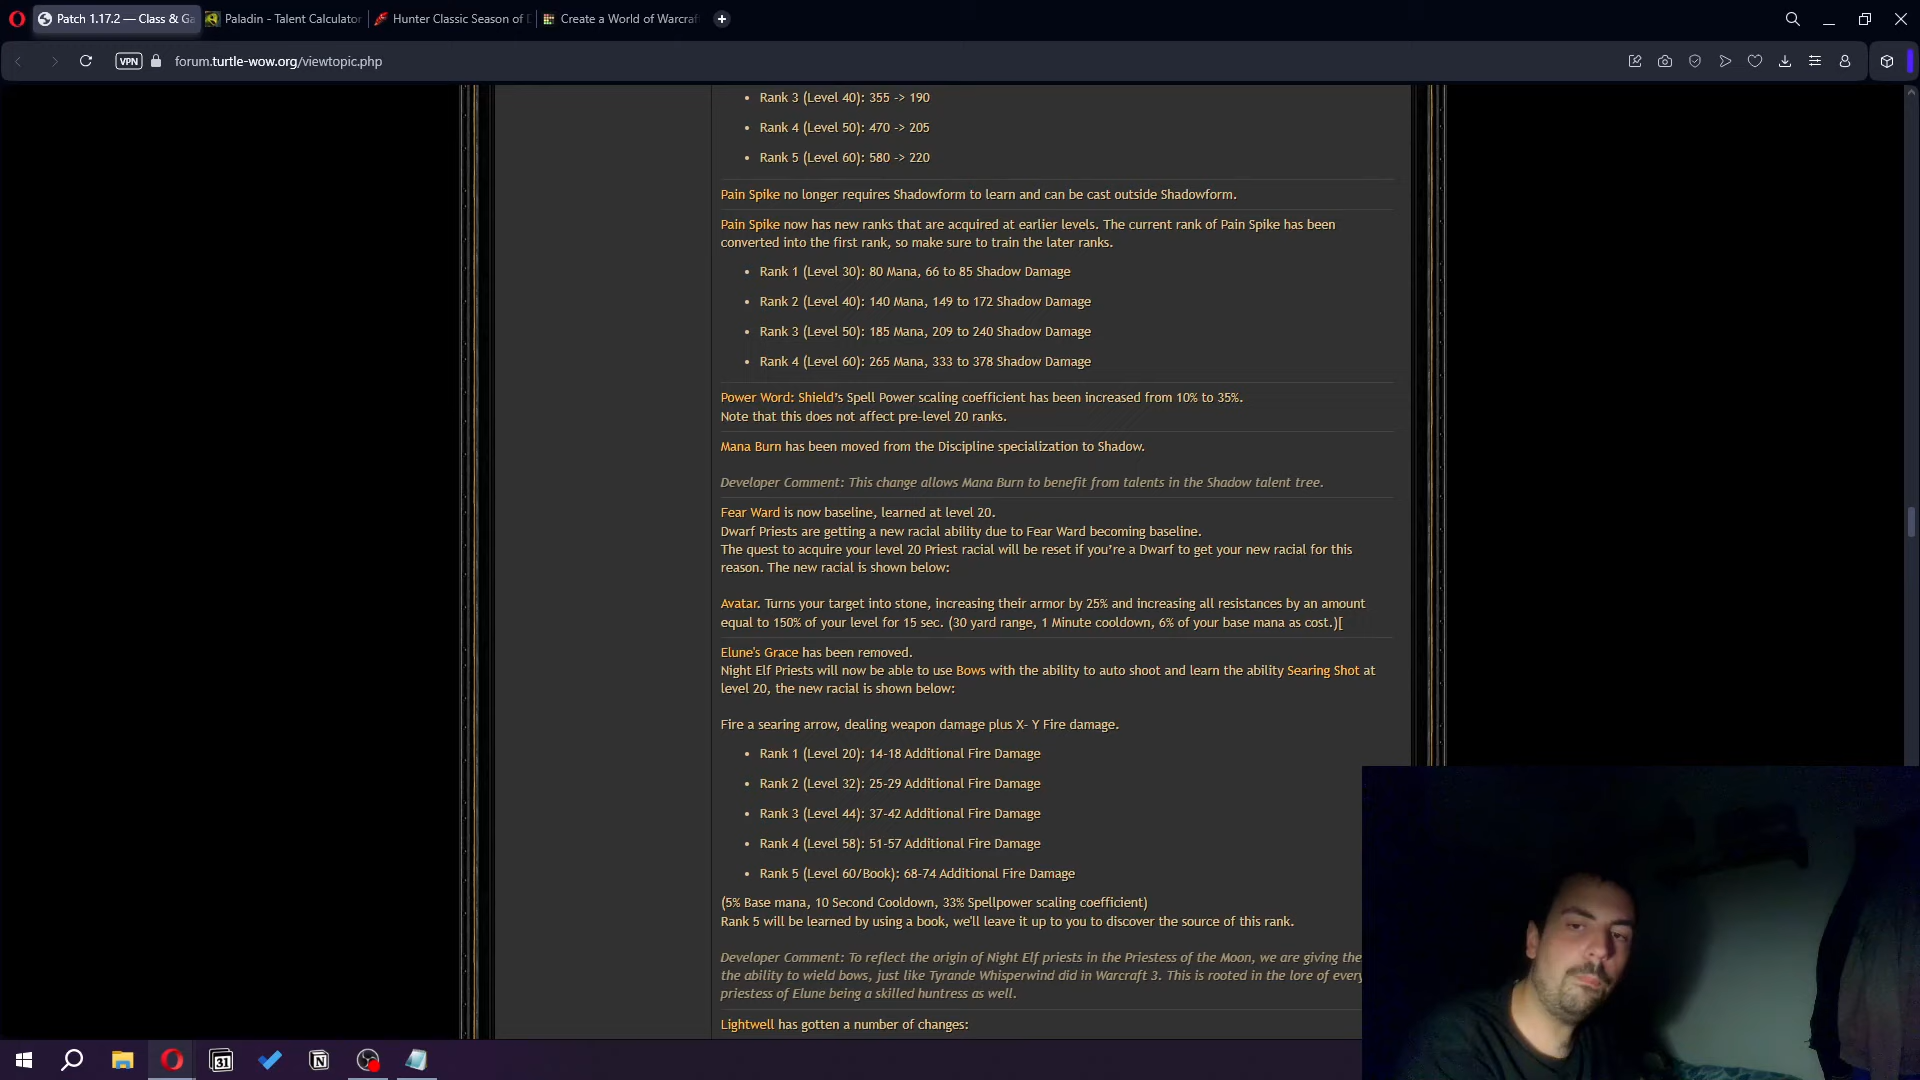 Patch 1.17.2 — Class & Ga
Paladin - Talent Calculator
Hunter Classic Season of D
Create a World of Warcraf
VPN
forum.turtle-wow.org/viewtopic.php
Rank 3 (Level 40): 355 -> 190
Rank 4 (Level 50): 470 -> 205
Rank 5 (Level 60): 580 -> 220
Pain Spike no longer requires Shadowform to learn and can be cast outside Shadowform.
Pain Spike now has new ranks that are acquired at earlier levels. The current rank of Pain Spike has been
converted into the first rank, so make sure to train the later ranks.
Rank 1 (Level 30): 80 Mana, 66 to 85 Shadow Damage
Rank 2 (Level 40): 140 Mana, 149 to 172 Shadow Damage
Rank 3 (Level 50): 185 Mana, 209 to 240 Shadow Damage
Rank 4 (Level 60): 265 Mana, 333 to 378 Shadow Damage
Power Word: Shield’s Spell Power scaling coefficient has been increased from 10% to 35%.
Note that this does not affect pre-level 20 ranks.
Mana Burn has been moved from the Discipline specialization to Shadow.
Developer Comment: This change allows Mana Burn to benefit from talents in the Shadow talent tree.
Fear Ward is now baseline, learned at level 20.
Dwarf Priests are getting a new racial ability due to Fear Ward becoming baseline.
The quest to acquire your level 20 Priest racial will be reset if you’re a Dwarf to get your new racial for this
reason. The new racial is shown below:
Avatar. Turns your target into stone, increasing their armor by 25% and increasing all resistances by an amount
equal to 150% of your level for 15 sec. (30 yard range, 1 Minute cooldown, 6% of your base mana as cost.)[
Elune's Grace has been removed.
Night Elf Priests will now be able to use Bows with the ability to auto shoot and learn the ability Searing Shot at
level 20, the new racial is shown below:
Fire a searing arrow, dealing weapon damage plus X- Y Fire damage.
Rank 1 (Level 20): 14-18 Additional Fire Damage
Rank 2 (Level 32): 25-29 Additional Fire Damage
Rank 3 (Level 44): 37-42 Additional Fire Damage
Rank 4 (Level 58): 51-57 Additional Fire Damage
Rank 5 (Level 60/Book): 68-74 Additional Fire Damage
(5% Base mana, 10 Second Cooldown, 33% Spellpower scaling coefficient)
Rank 5 will be learned by using a book, we'll leave it up to you to discover the source of this rank.
Developer Comment: To reflect the origin of Night Elf priests in the Priestess of the Moon, we are giving the
the ability to wield bows, just like Tyrande Whisperwind did in Warcraft 3. This is rooted in the lore of every
priestess of Elune being a skilled huntress as well.
Lightwell has gotten a number of changes:
31